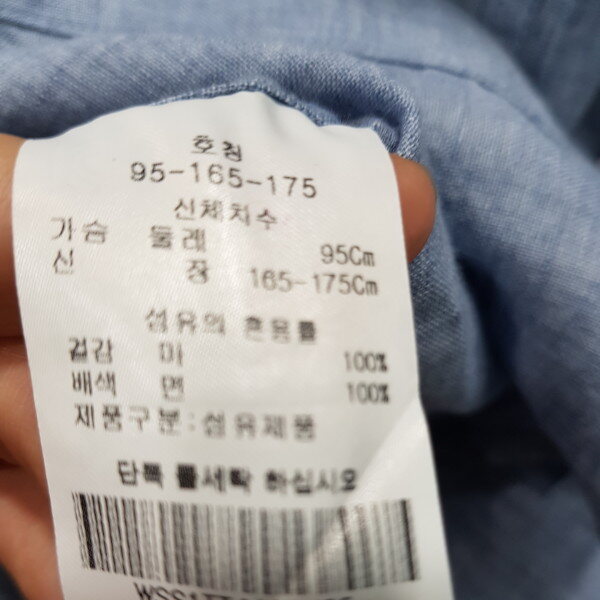 호칭
95-165-175
신체치수
가슴 둘레 95Cm
신 장 165-175Cm
섬유의 혼용률
겉감 마 100%
배색 면 100%
제품구분:섬유제품
단독 물세탁 하십시오